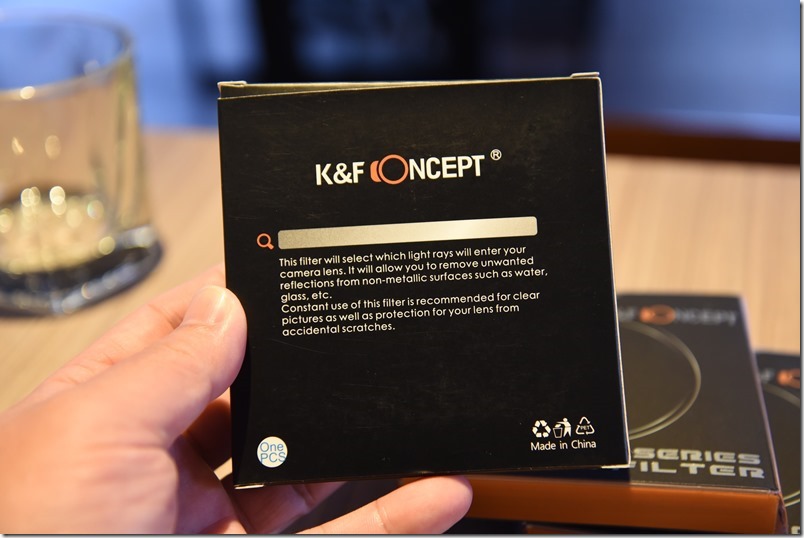 K&F CONCEPT®
This filter will select which light rays will enter your
camera lens. It will allow you to remove unwanted
reflections from non-metallic surfaces such as water,
glass, etc.
Constant use of this filter is recommended for clear
pictures as well as protection for your lens from
accidental scratches.
One
PCS
PET
Made in China
K&F CONCEPT
SERIES
FILTER